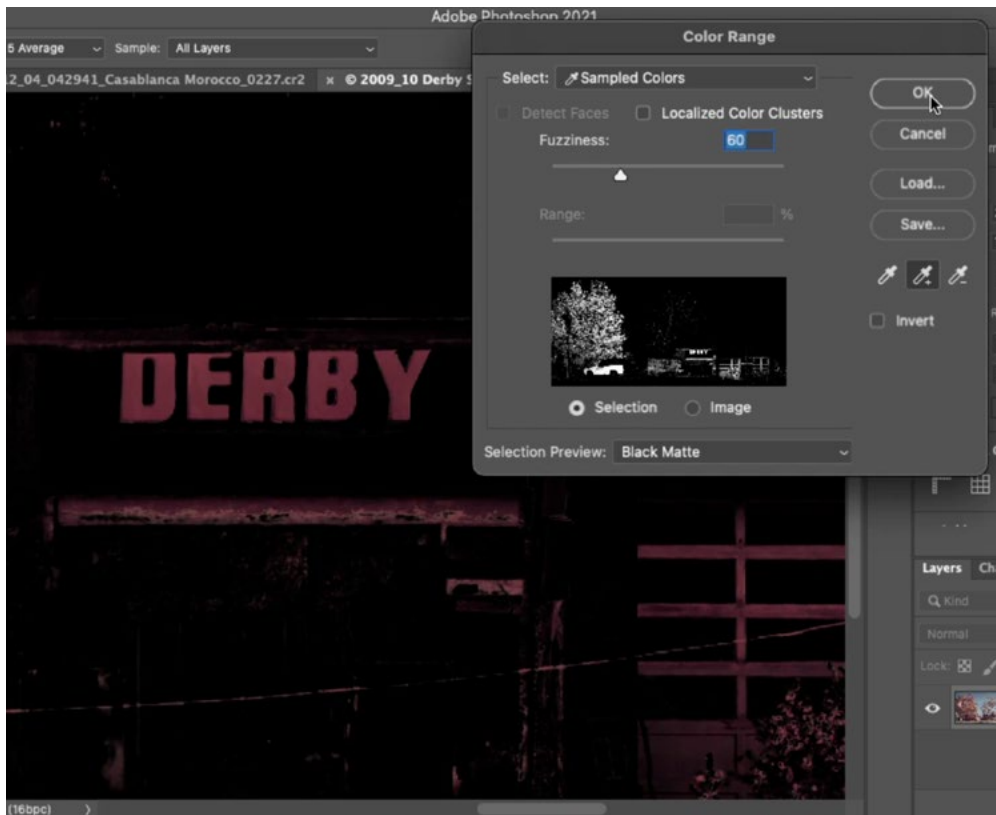 Adobe Photoshop 2021
5 Average Sample: All Layers
2_04_042941_Casablanca Morocco_0227.cr2 × © 2009_10 Derby S
Color Range
Select: Sampled Colors
Detect Faces Localized Color Clusters
Fuzziness: 60
Range: %
Selection Image
Selection Preview: Black Matte
OK
Cancel
Load...
Save...
Invert
DERBY
DERBY
Layers Cha
Kind
Normal
Lock:
(16bpc)